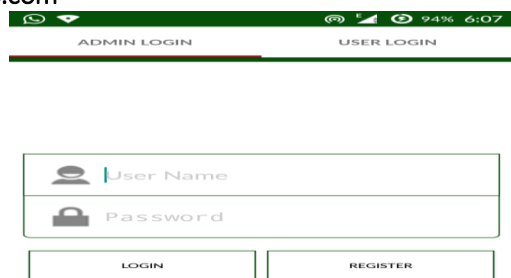 .com
94% 6:07
ADMIN LOGIN USER LOGIN
User Name
Password
LOGIN REGISTER